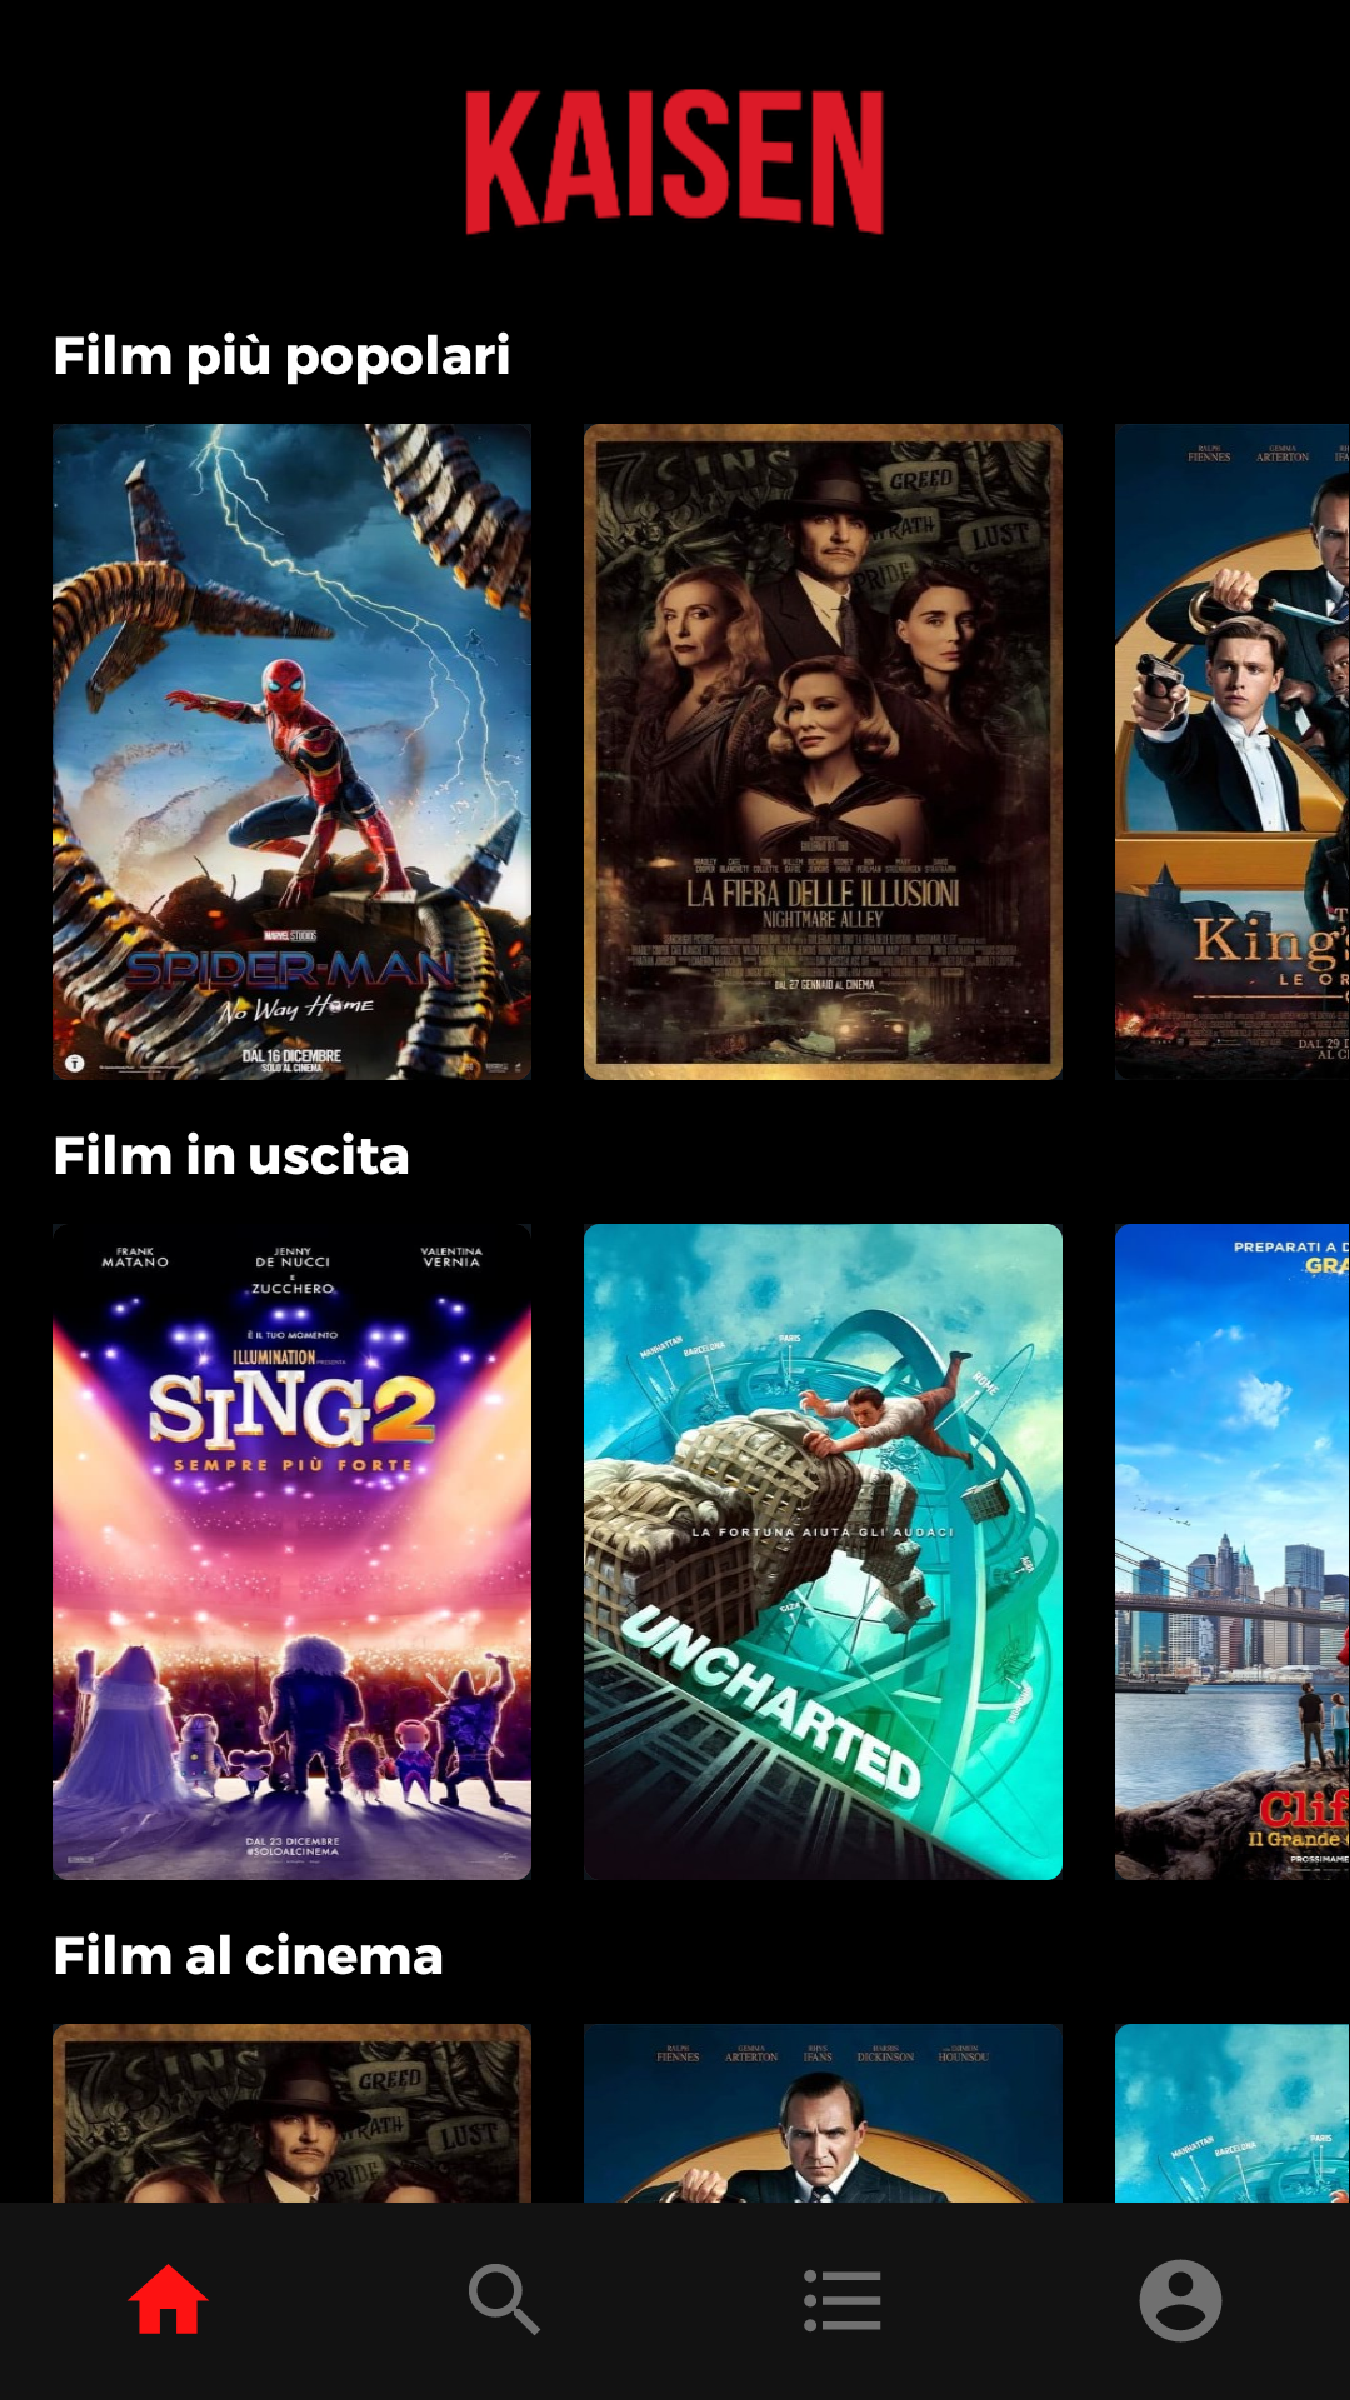 KAISEN
Film più popolari
MARVEL STUDIOS
SPIDER-MAN
No Way Home
DAL 16 DICEMBRE
SOLO AL CINEMA
7 SINS
GREED
WRATH
LUST
PRIDE
LA FIERA DELLE ILLUSIONI
NIGHTMARE ALLEY
DAL 27 GENNAIO AL CINEMA
RALPH GEMMA
FIENNES ARTERTON
King's
LE OR
DAL 29 D
AL CI
Film in uscita
FRANK JENNY VALENTINA
MATANO DE NUCCI VERNIA
E
ZUCCHERO
È IL TUO MOMENTO
ILLUMINATION PRESENTA
SING2
SEMPRE PIÙ FORTE
DAL 23 DICEMBRE
#SOLOALCINEMA
MANHATTAN
BARCELONA
PARIS
ROME
LA FORTUNA AIUTA GLI AUDACI
GIZA
UNCHARTED
PREPARATI A D
GRA
Clif
Il Grande
PROSSIMAME
Film al cinema
7 SINS
GREED
WRATH
LUST
PRIDE
RALPH GEMMA RHYS HARRIS DJIMON
FIENNES ARTERTON IFANS DICKINSON HOUNSOU
MANHATTAN
BARCELONA
PARIS